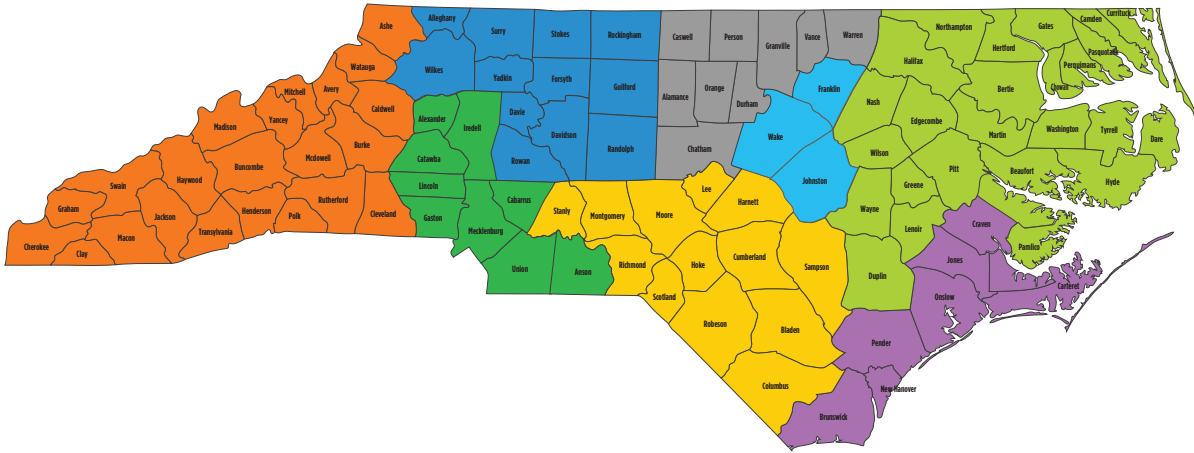 Ashe
Alleghany
Surry
Stokes
Rockingham
Caswell
Person
Granville
Vance
Warren
Northampton
Gates
Camden
Currituck
Hertford
Pasquotank
Halifax
Perquimans
Chowan
Bertle
Watauga
Wilkes
Yadkin
Forsyth
Guilford
Alamance
Orange
Durham
Franklin
Nash
Edgecombe
Martin
Washington
Tyrell
Dare
Mitchell
Avery
Caldwell
Alexander
Iredell
Davie
Davidson
Randolph
Chatham
Wake
Wilson
Pitt
Beaufort
Hyde
Madison
Yancey
Burke
Mcdowell
Catawba
Rowan
Johnston
Greene
Buncombe
Haywood
Swain
Lincoln
Cabarrus
Stanly
Montgomery
Moore
Lee
Harnett
Wayne
Lenoir
Craven
Pamlico
Graham
Jackson
Henderson
Polk
Rutherford
Cleveland
Gaston
Mecklenburg
Cherokee
Clay
Macon
Transylvania
Union
Anson
Richmond
Hoke
Cumberland
Sampson
Duplin
Jones
Carteret
Scotland
Onslow
Robeson
Bladen
Pender
Columbus
New Hanover
Brunswick